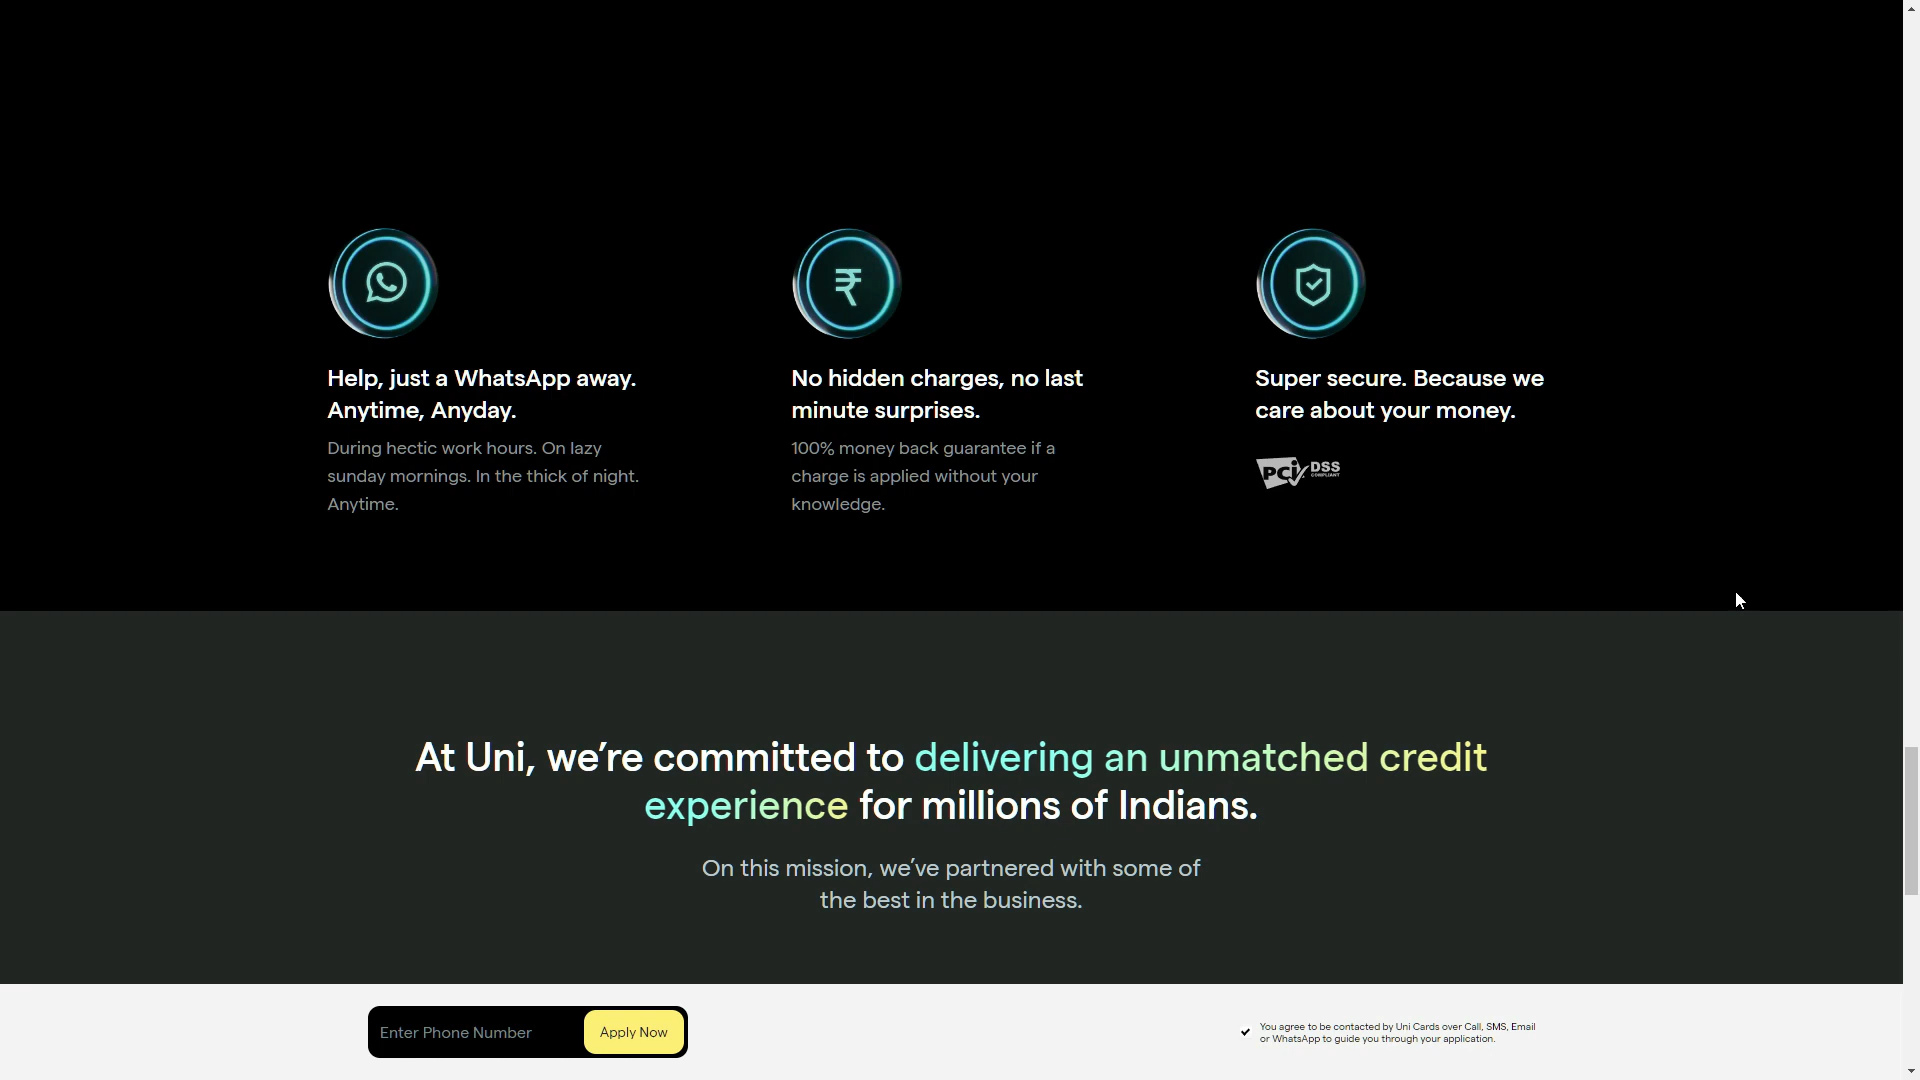 Help, just a WhatsApp away.
Anytime, Anyday.
During hectic work hours. On lazy
sunday mornings. In the thick of night.
Anytime.
₹
No hidden charges, no last
minute surprises.
100% money back guarantee if a
charge is applied without your
knowledge.
Super secure. Because we
care about your money.
PCi DSS
COMPLIANT
At Uni, we’re committed to delivering an unmatched credit
experience for millions of Indians.
On this mission, we’ve partnered with some of
the best in the business.
Enter Phone Number
Apply Now
You agree to be contacted by Uni Cards over Call, SMS, Email
or WhatsApp to guide you through your application.